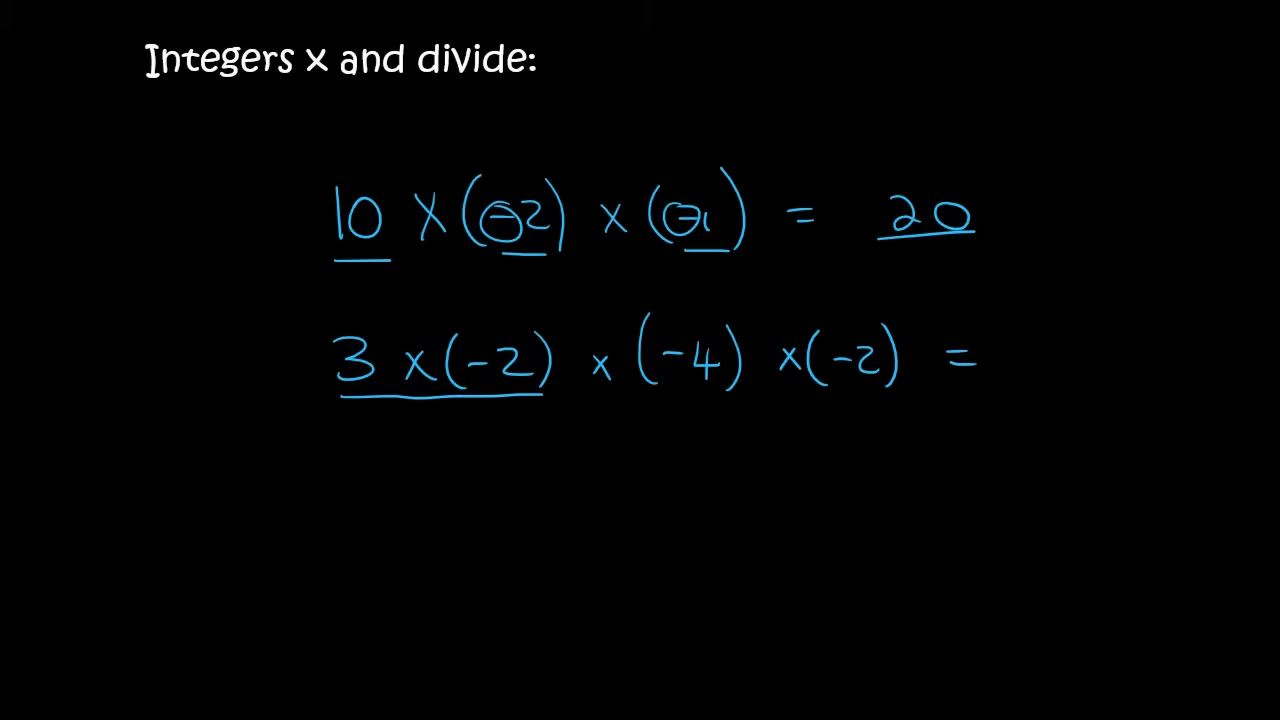 Integers x and divide:
10 x (-2) x (-1) = 20
3 x (-2) x (-4) x (-2) =